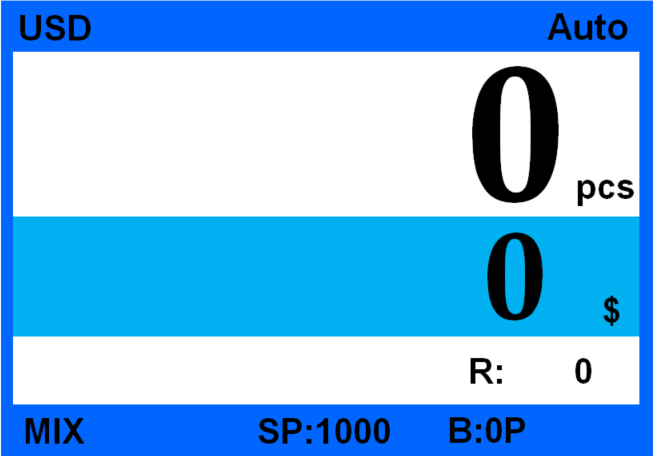 USD Auto
0 pcs
0 $
R: 0
MIX SP:1000 B:0P